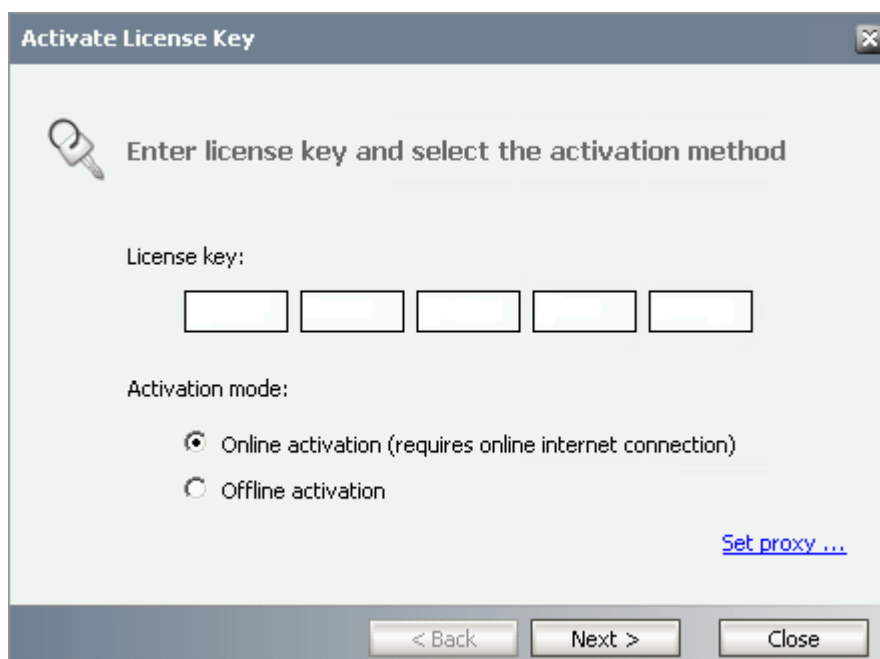 Activate License Key
Enter license key and select the activation method
License key:
Activation mode:
Online activation (requires online internet connection)
Offline activation
Set proxy ...
< Back Next > Close